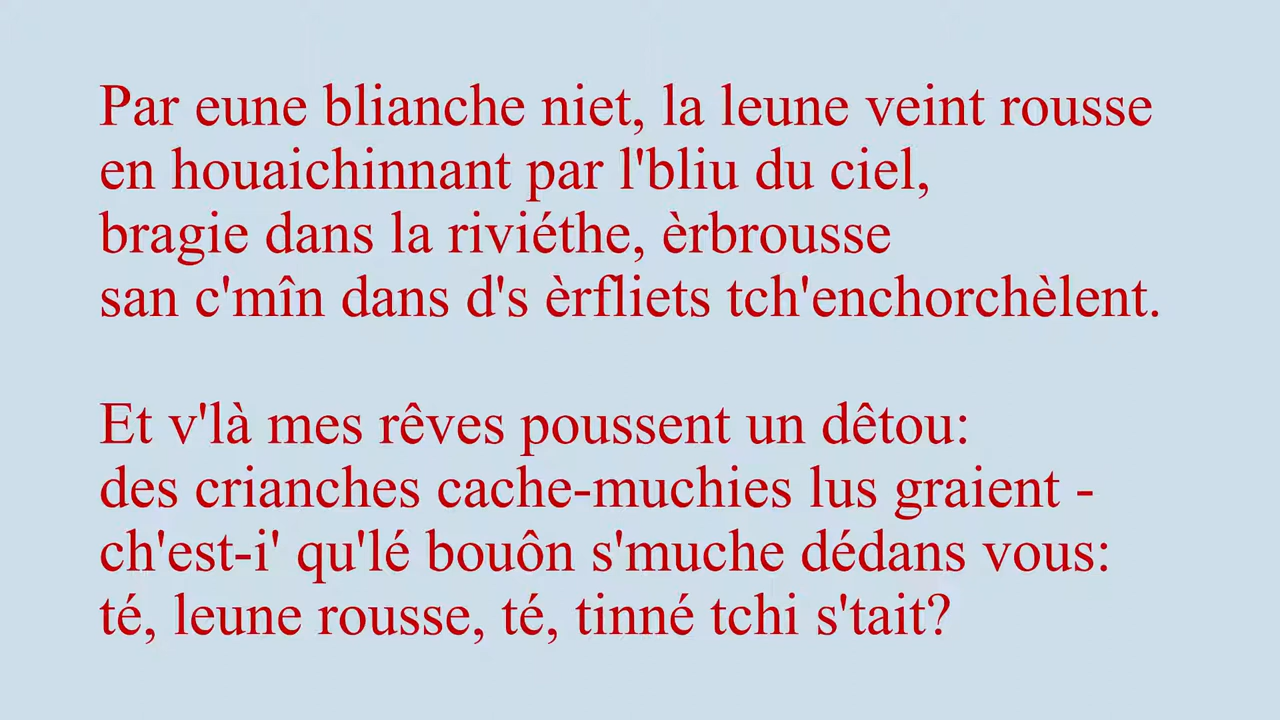 Par eune blianche niet, la leune veint rousse
en houaichinnant par l'bliu du ciel,
bragie dans la riviéthe, èrbrousse
san c'mîn dans d's èrfliets tch'enchorchèlent.

Et v'là mes rêves poussent un dêtou:
des crianches cache-muchies lus graient -
ch'est-i' qu'lé bouôn s'muche dédans vous:
té, leune rousse, té, tinné tchi s'tait?